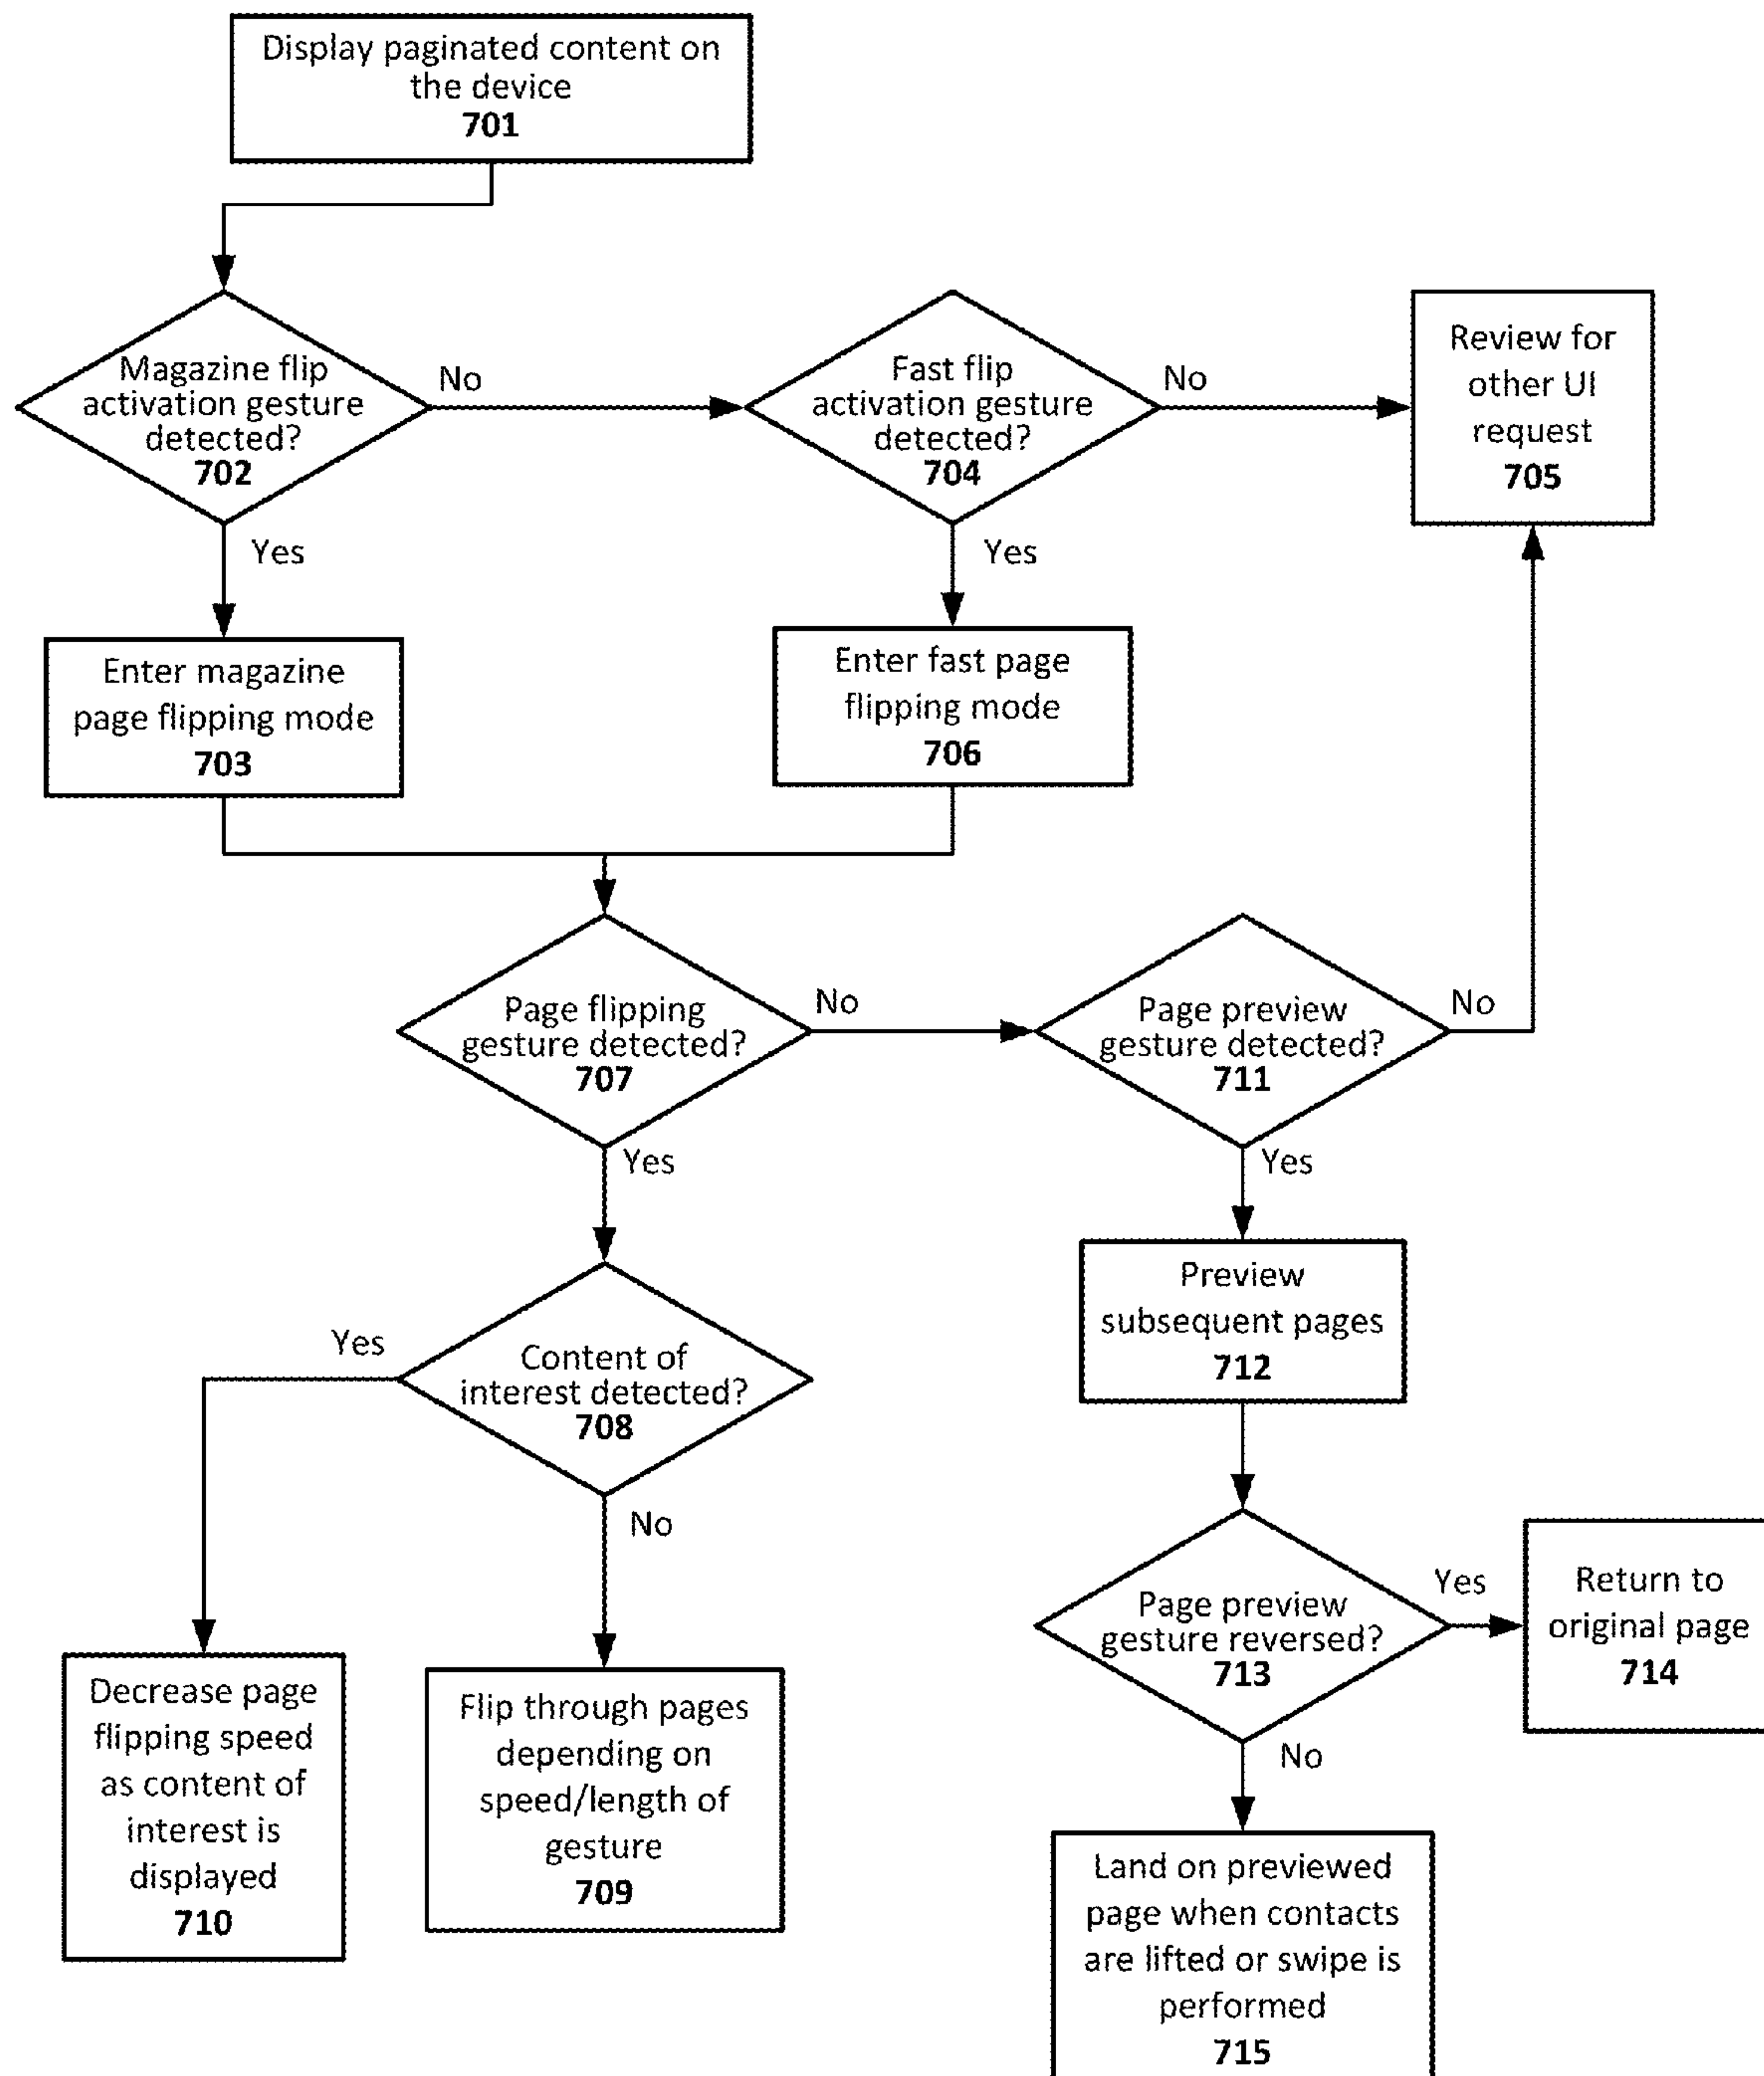 Display paginated content on
the device
701
Magazine flip
activation gesture
detected?
702
No
Fast flip
activation gesture
detected?
704
No
Review for
other UI
request
705
Yes
Yes
Enter magazine
page flipping mode
703
Enter fast page
flipping mode
706
Page flipping
gesture detected?
707
No
Page preview
gesture detected?
711
No
Yes
Yes
Preview
subsequent pages
712
Yes
Content of
interest detected?
708
No
Page preview
gesture reversed?
713
Yes
Return to
original page
714
Decrease page
flipping speed
as content of
interest is
displayed
710
Flip through pages
depending on
speed/length of
gesture
709
No
Land on previewed
page when contacts
are lifted or swipe is
performed
715